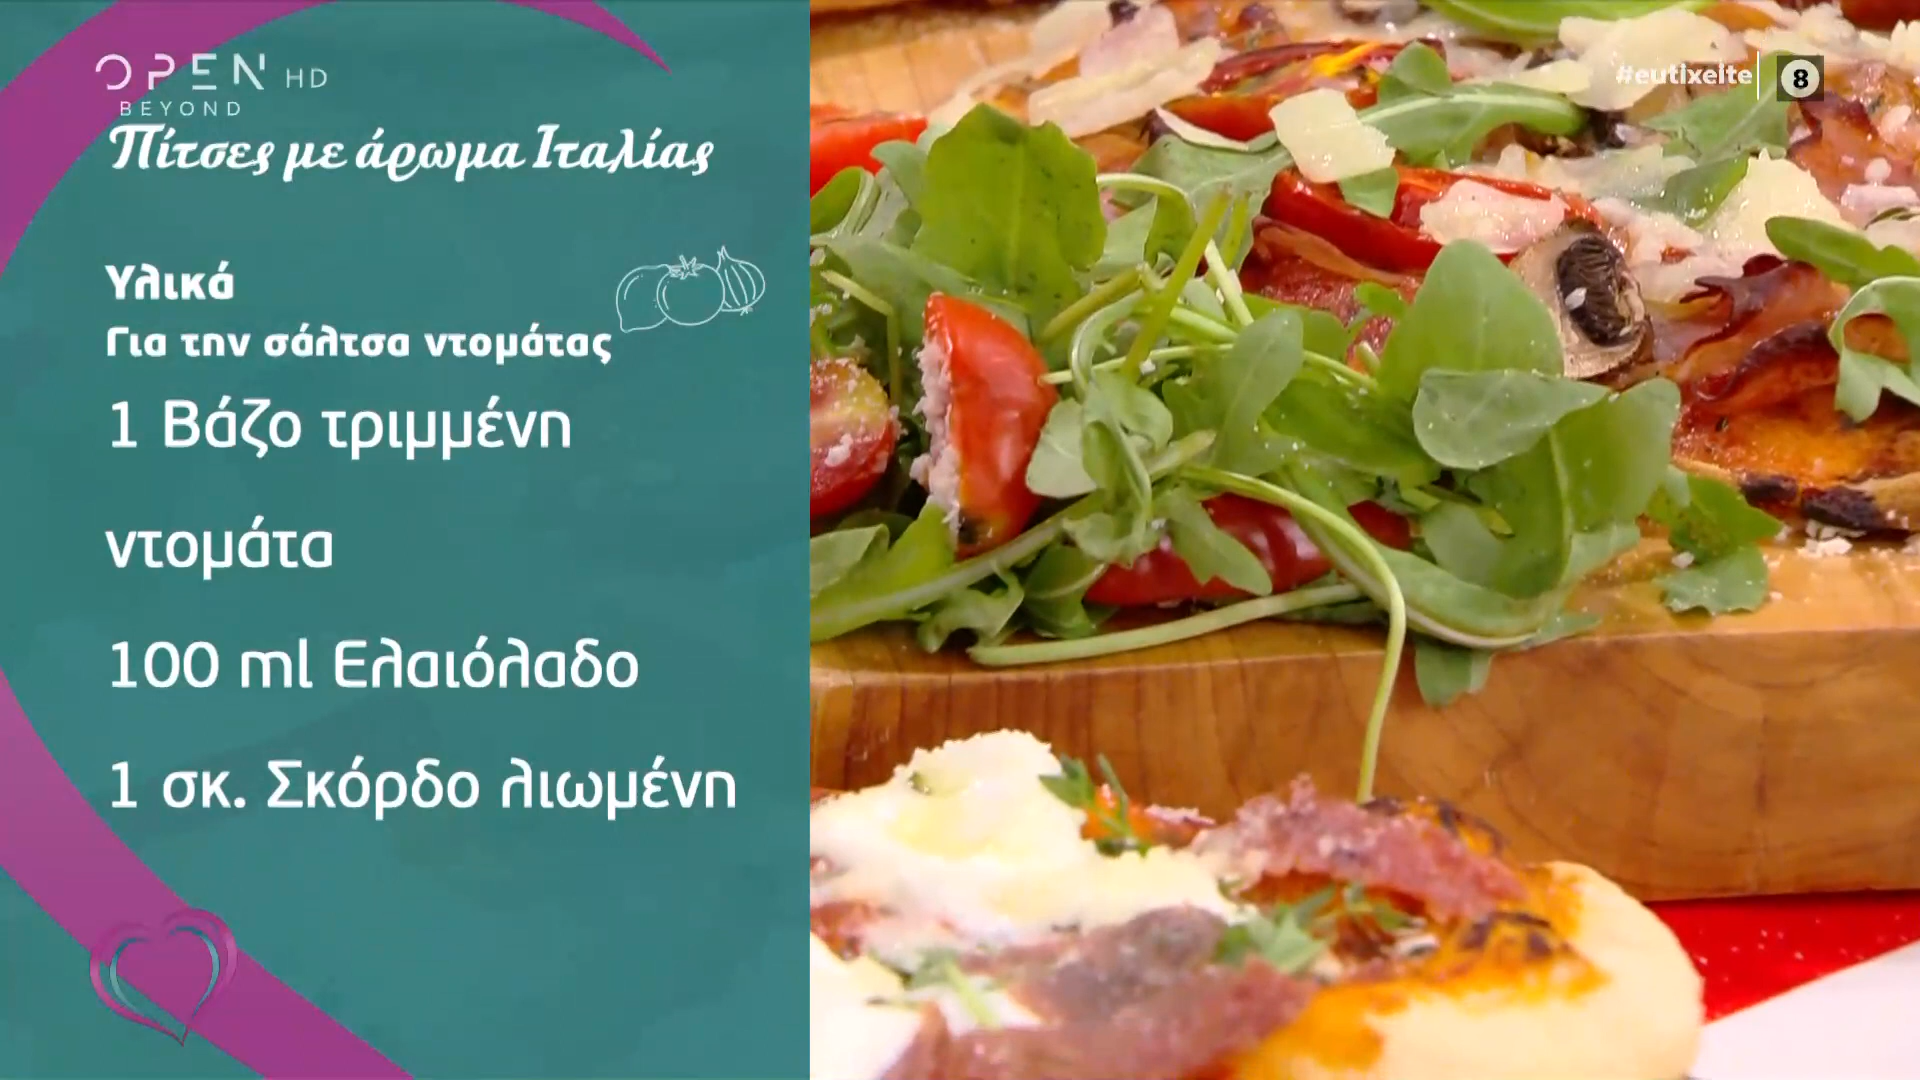 OPEN HD
BEYOND
#eutixeite
8
Πίτσες με άρωμα Ιταλίας
Υλικά
Για την σάλτσα ντομάτας
1 Βάζο τριμμένη
ντομάτα
100 ml Ελαιόλαδο
1 σκ. Σκόρδο λιωμένη